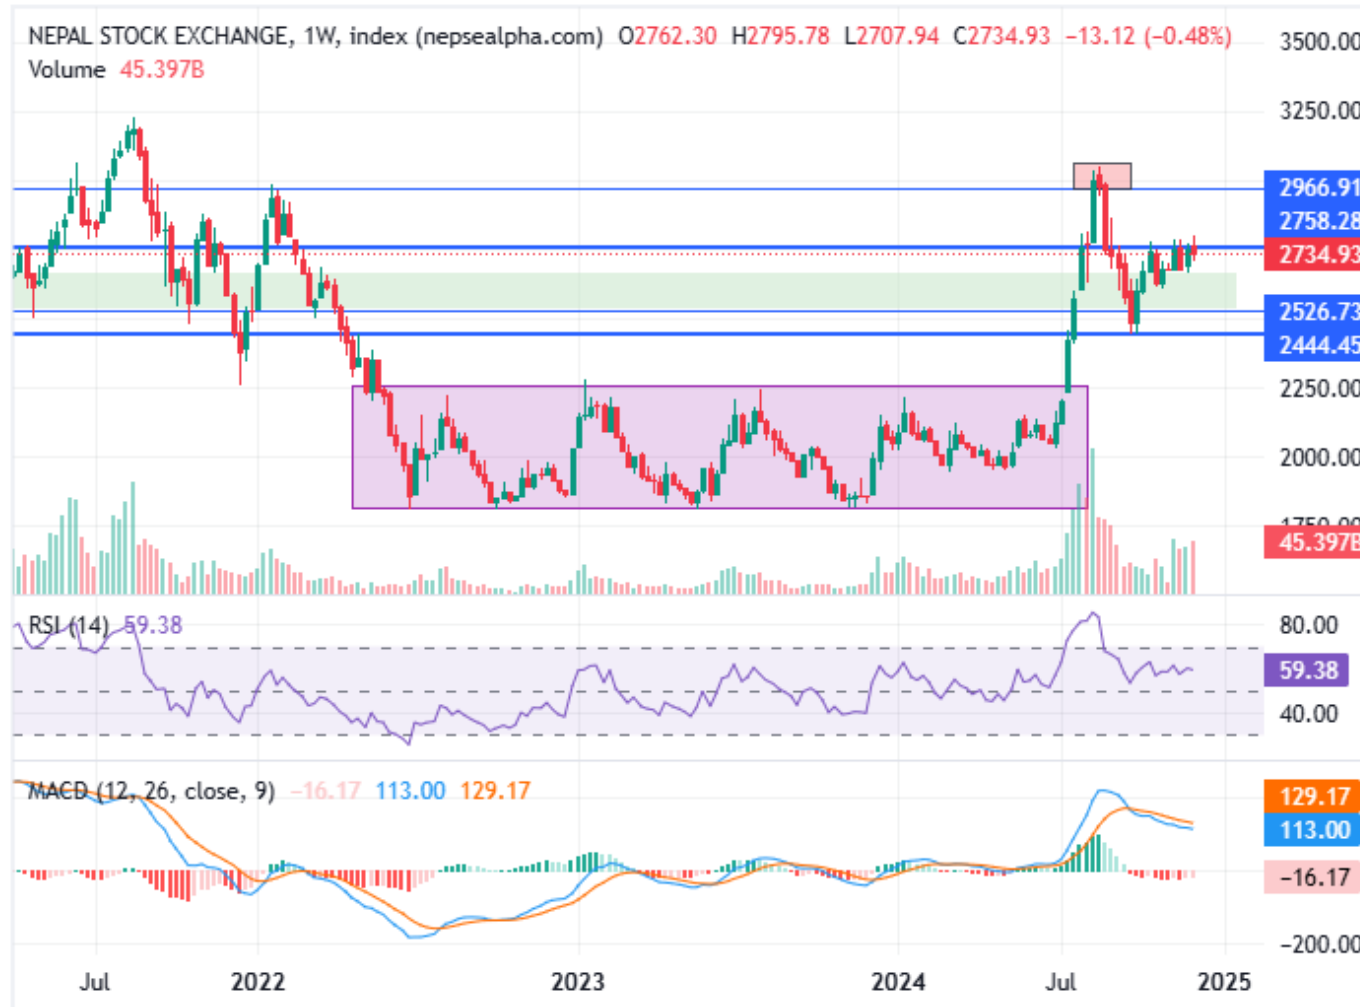 NEPAL STOCK EXCHANGE, 1W, index (nepsealpha.com) O2762.30 H2795.78 L2707.94 C2734.93 −13.12 (−0.48%)
Volume 45.397B
3500.00
3250.00
2966.91
2758.28
2734.93
2526.73
2444.45
2250.00
2000.00
1750.00
45.397B
RSI (14) 59.38
80.00
59.38
40.00
MACD (12, 26, close, 9) −16.17 113.00 129.17
129.17
113.00
−16.17
−200.00
Jul 2022 2023 2024 Jul 2025